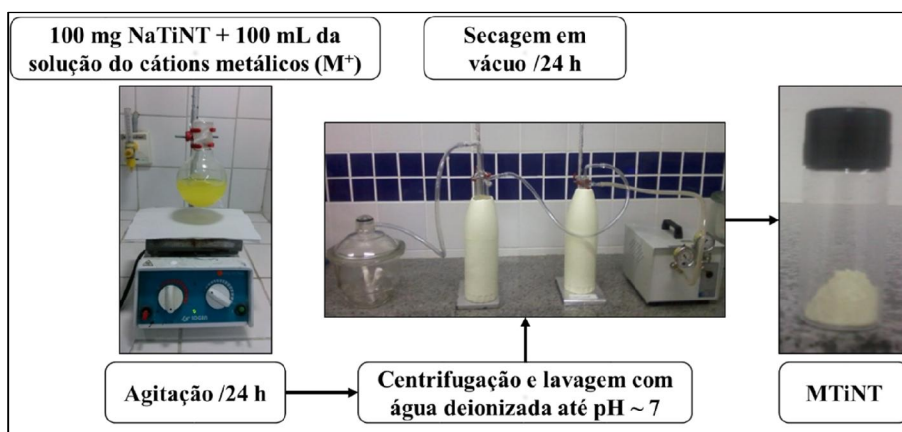 100 mg NaTiNT + 100 mL da
solução do cátions metálicos (M⁺)
Secagem em
vácuo /24 h
Agitação /24 h
Centrifugação e lavagem com
água deionizada até pH ~ 7
MTiNT